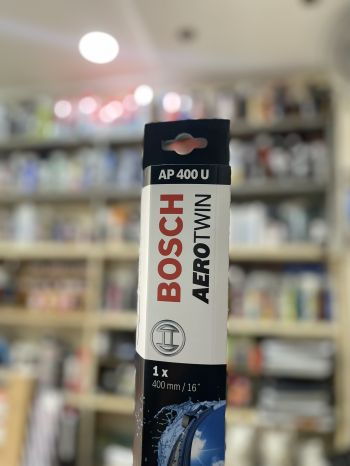 AP 400 U
BOSCH
AEROTWIN
1 x
400 mm / 16"